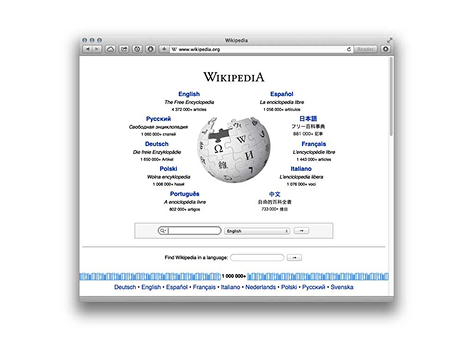 Wikipedia
www.wikipedia.org
Reader
WIKIPEDIA
English
The Free Encyclopedia
4 372 000+ articles
Español
La enciclopedia libre
1 056 000+ artículos
Русский
Свободная энциклопедия
1 060 000+ статей
日本語
フリー百科事典
881 000+ 記事
Deutsch
Die freie Enzyklopädie
1 650 000+ Artikel
Français
L'encyclopédie libre
1 443 000+ articles
Polski
Wolna encyklopedia
1 008 000+ haseł
Italiano
L'enciclopedia libera
1 076 000+ voci
Português
A enciclopédia livre
802 000+ artigos
中文
自由的百科全書
733 000+ 條目
Ω
W
И
English
Find Wikipedia in a language:
1 000 000+
Deutsch • English • Español • Français • Italiano • Nederlands • Polski • Русский • Svenska